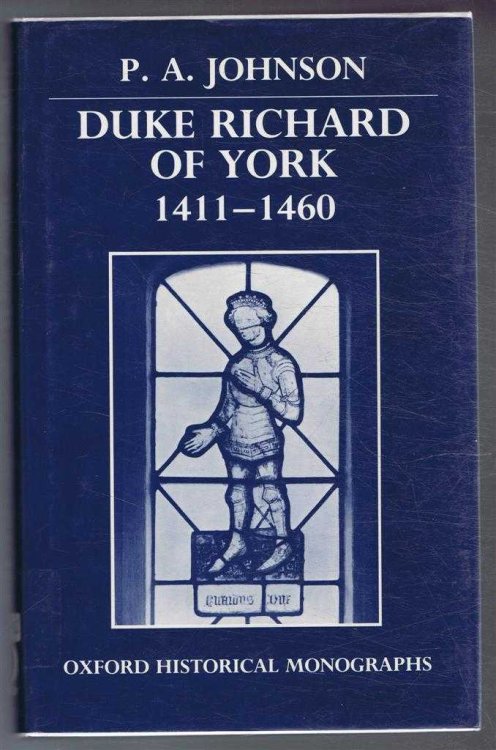 P. A. JOHNSON
DUKE RICHARD
OF YORK
1411–1460
OXFORD HISTORICAL MONOGRAPHS